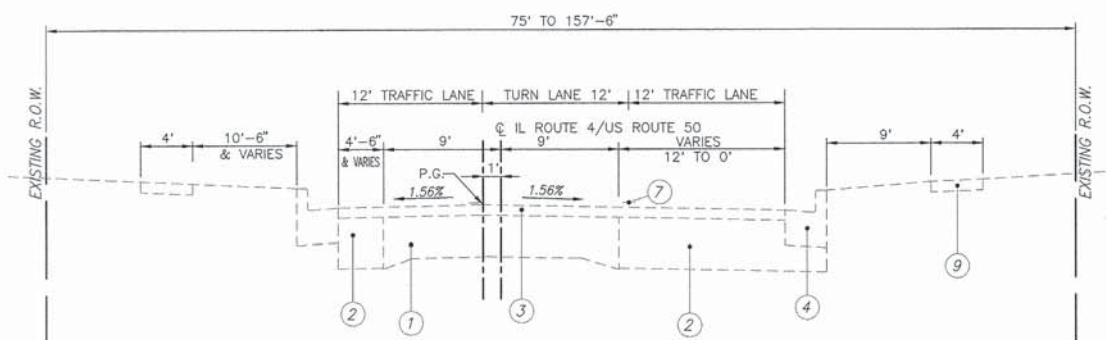 75' TO 157'-6"
EXISTING R.O.W.
EXISTING R.O.W.
12' TRAFFIC LANE
TURN LANE 12'
12' TRAFFIC LANE
℄ IL ROUTE 4/US ROUTE 50
4'
10'-6"
& VARIES
4'-6"
& VARIES
9'
9'
VARIES
12' TO 0'
9'
4'
P.G.
1'
1.56%
1.56%
7
2
1
3
2
4
9